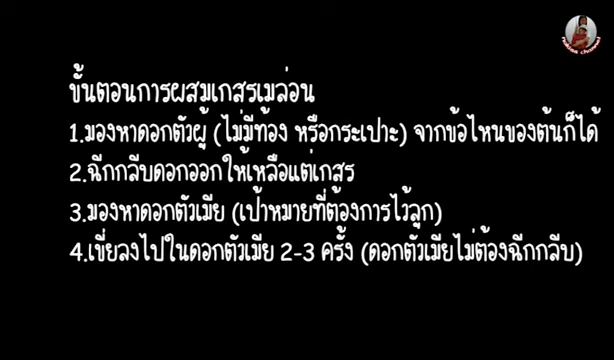 ขั้นตอนการผสมเกสรเมล่อน
1.มองหาดอกตัวผู้ (ไม่มีท้อง หรือกระเปาะ) จากข้อไหนของต้นก็ได้
2.ฉีกกลีบดอกออกให้เหลือแต่เกสร
3.มองหาดอกตัวเมีย (เป้าหมายที่ต้องการไว้ลูก)
4.เขี่ยลงไปในดอกตัวเมีย 2-3 ครั้ง (ดอกตัวเมียไม่ต้องฉีกกลีบ)